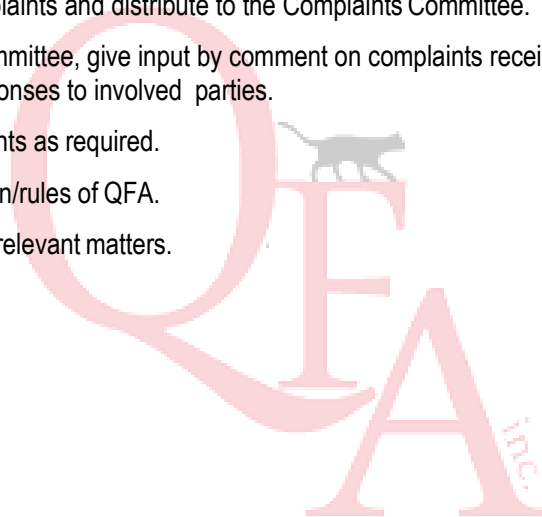 plaints and distribute to the Complaints Committee.
mmittee, give input by comment on complaints recei
onses to involved parties.
nts as required.
n/rules of QFA.
relevant matters.
QFA
inc.